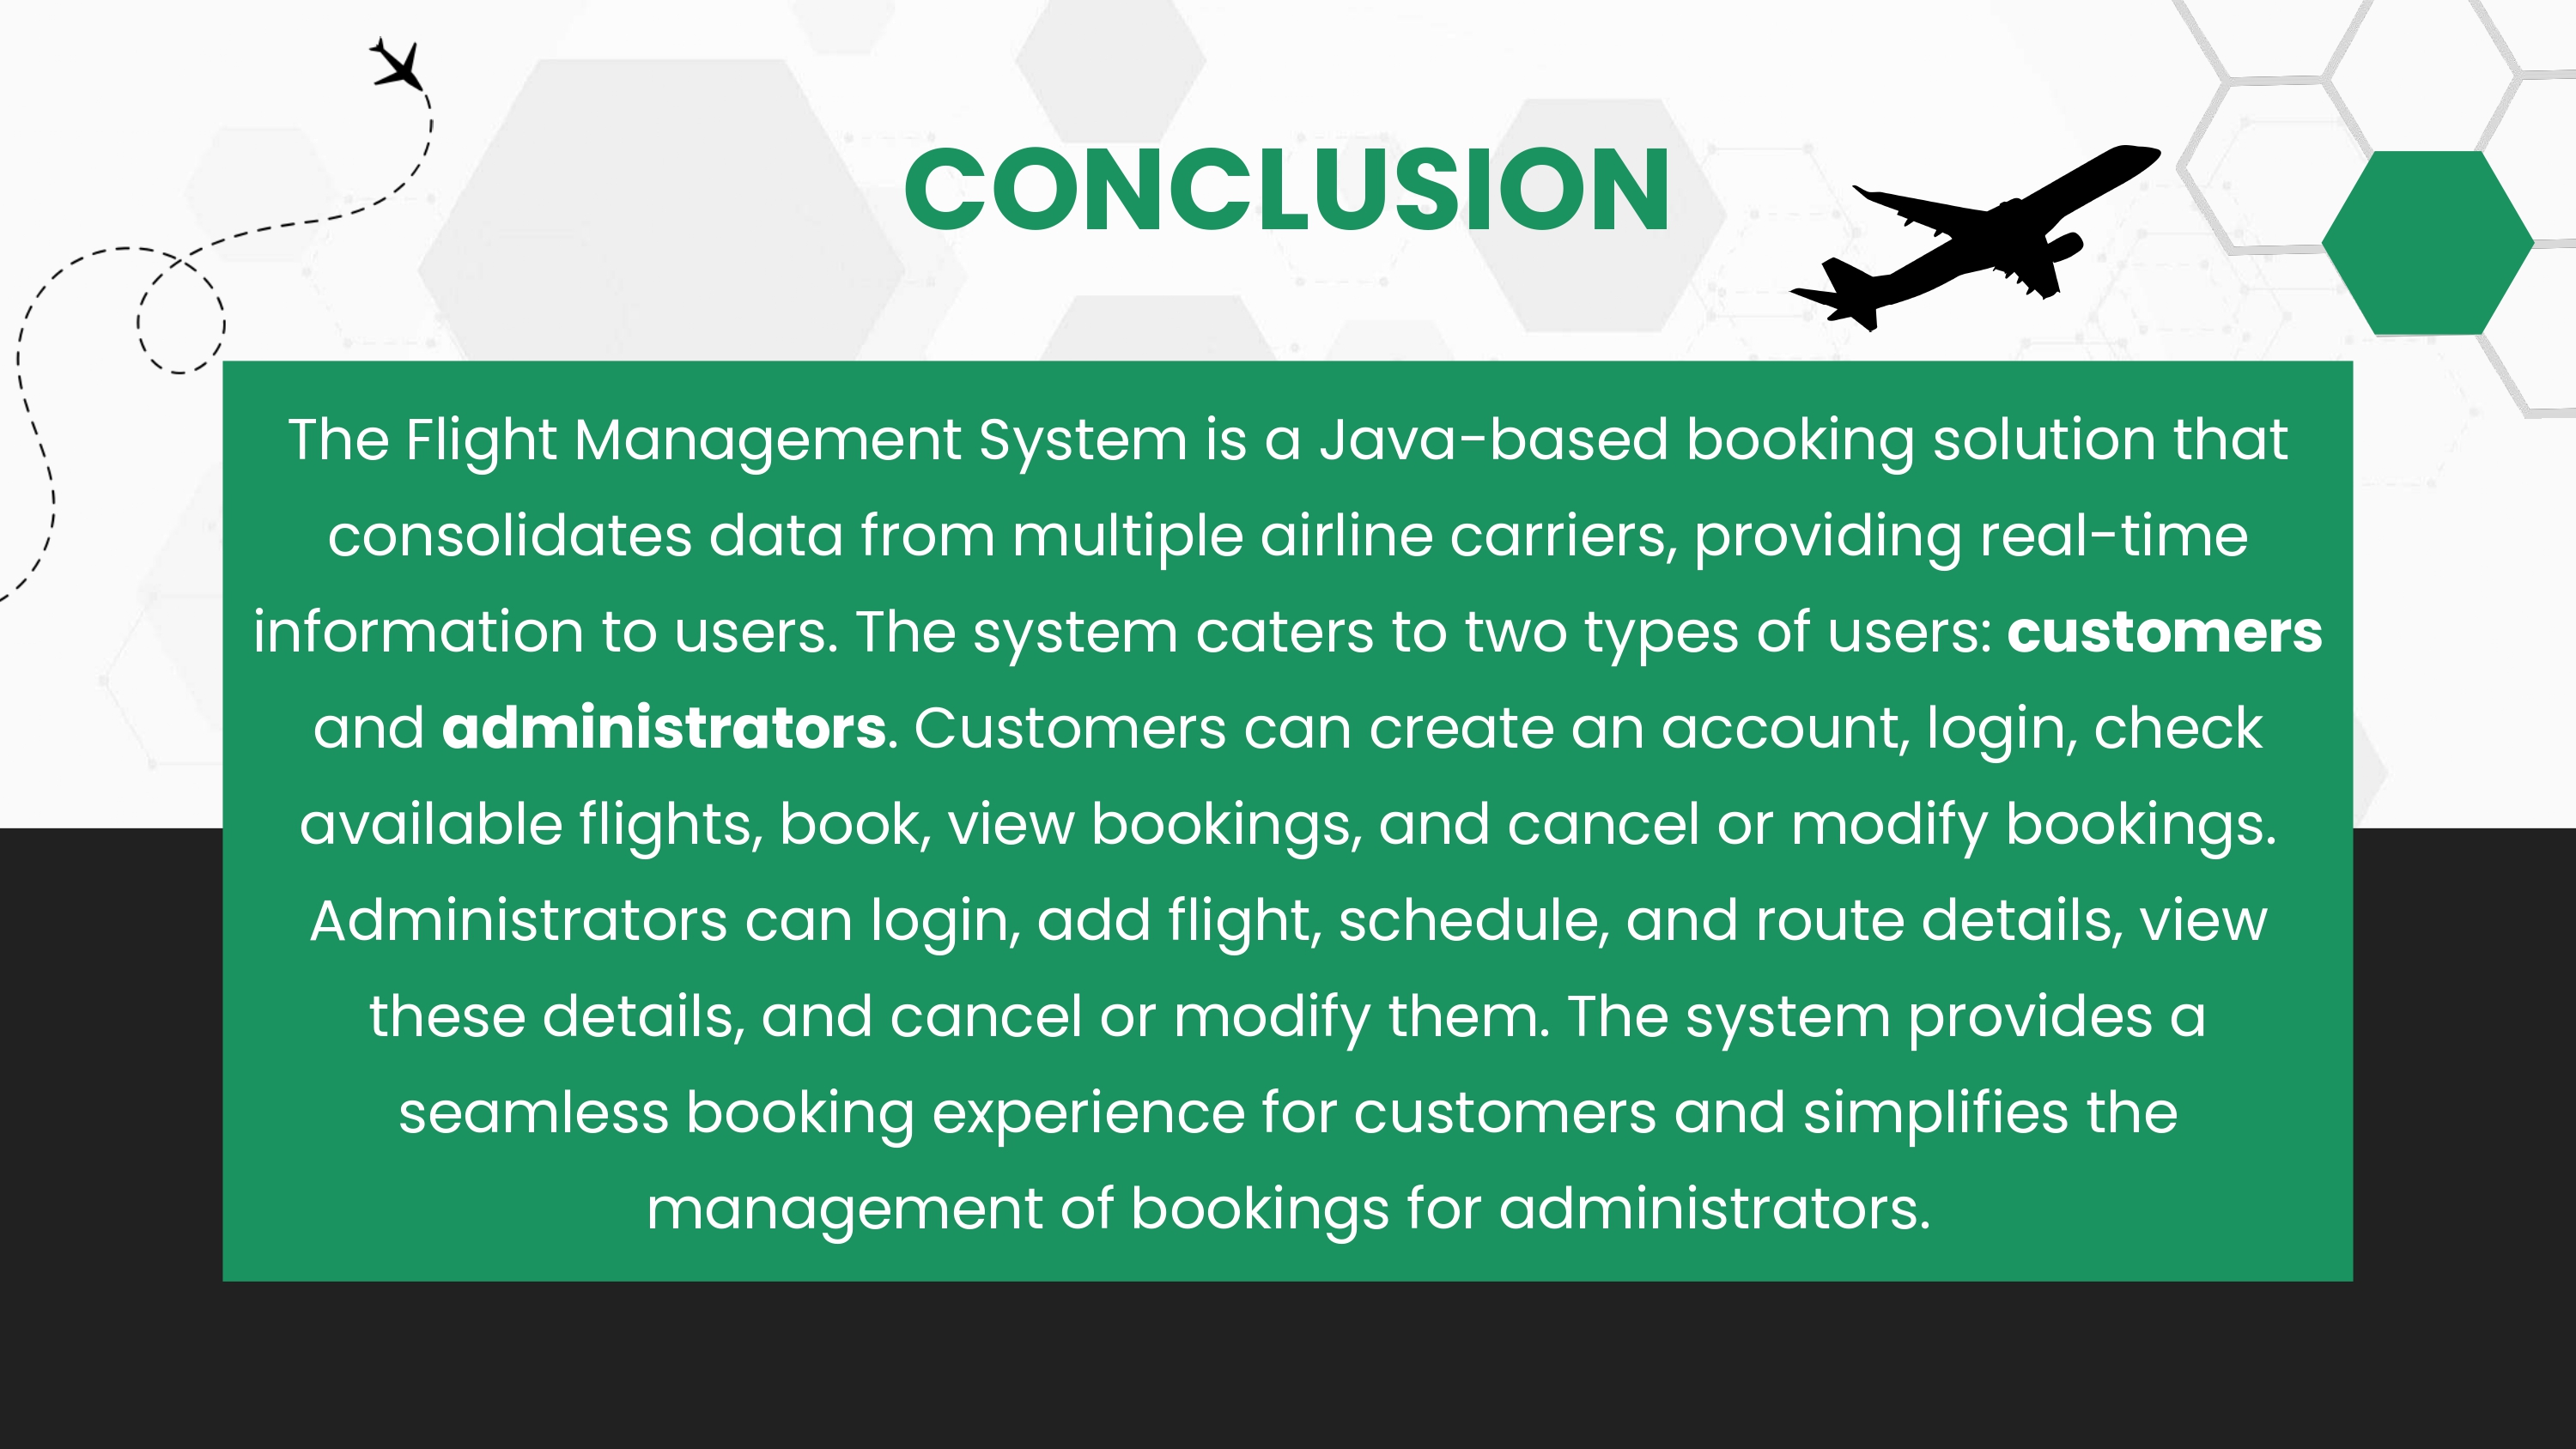 CONCLUSION
The Flight Management System is a Java-based booking solution that
consolidates data from multiple airline carriers, providing real-time
information to users. The system caters to two types of users: customers
and administrators. Customers can create an account, login, check
available flights, book, view bookings, and cancel or modify bookings.
Administrators can login, add flight, schedule, and route details, view
these details, and cancel or modify them. The system provides a
seamless booking experience for customers and simplifies the
management of bookings for administrators.